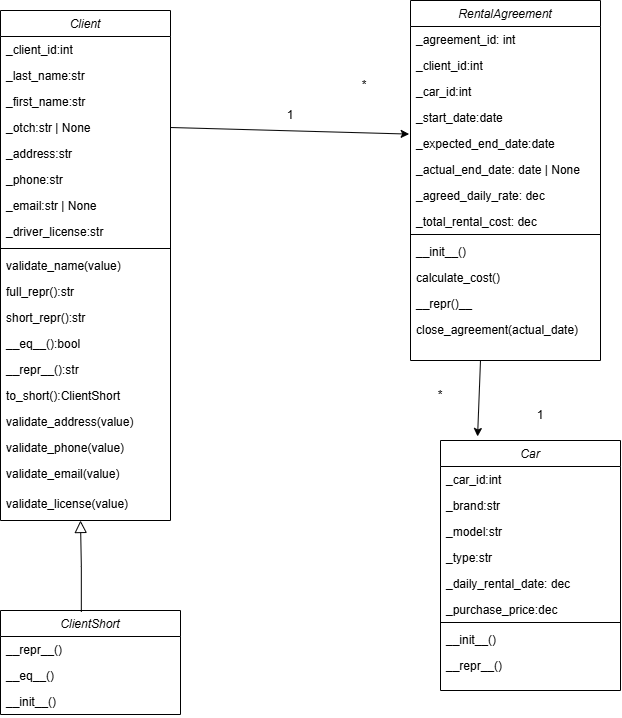 Client
_client_id:int
_last_name:str
_first_name:str
_otch:str | None
_address:str
_phone:str
_email:str | None
_driver_license:str
validate_name(value)
full_repr():str
short_repr():str
__eq__():bool
__repr__():str
to_short():ClientShort
validate_address(value)
validate_phone(value)
validate_email(value)
validate_license(value)
1
*
RentalAgreement
_agreement_id: int
_client_id:int
_car_id:int
_start_date:date
_expected_end_date:date
_actual_end_date: date | None
_agreed_daily_rate: dec
_total_rental_cost: dec
__init__()
calculate_cost()
__repr()__
close_agreement(actual_date)
*
1
Car
_car_id:int
_brand:str
_model:str
_type:str
_daily_rental_date: dec
_purchase_price:dec
__init__()
__repr__()
ClientShort
__repr__()
__eq__()
__init__()